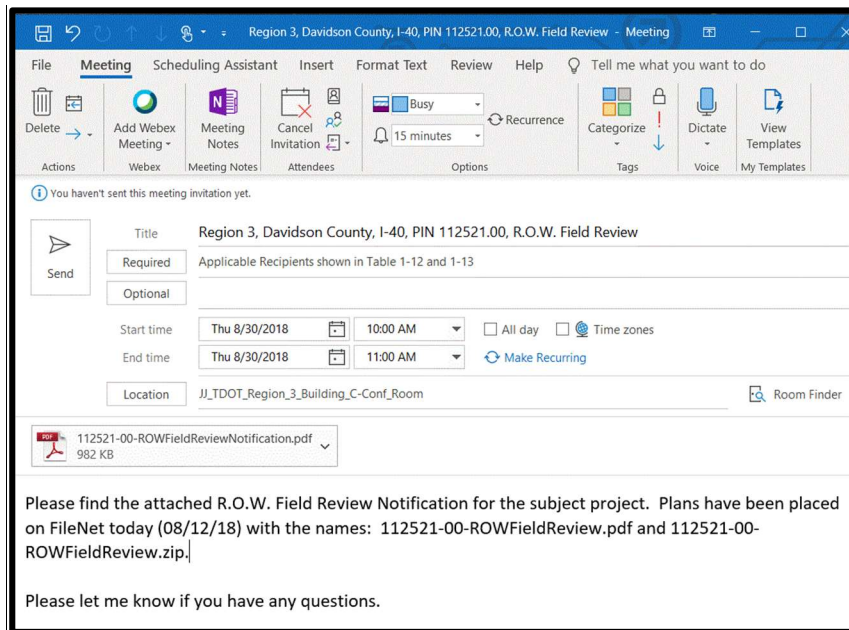 Region 3, Davidson County, I-40, PIN 112521.00, R.O.W. Field Review - Meeting
File Meeting Scheduling Assistant Insert Format Text Review Help Tell me what you want to do
Delete
Add Webex Meeting
Meeting Notes
Cancel Invitation
Busy
15 minutes
Recurrence
Categorize
Dictate
View Templates
Actions Webex Meeting Notes Attendees Options Tags Voice My Templates
You haven't sent this meeting invitation yet.
Send
Title Region 3, Davidson County, I-40, PIN 112521.00, R.O.W. Field Review
Required Applicable Recipients shown in Table 1-12 and 1-13
Optional
Start time Thu 8/30/2018 10:00 AM All day Time zones
End time Thu 8/30/2018 11:00 AM Make Recurring
Location JJ_TDOT_Region_3_Building_C-Conf_Room Room Finder
PDF
112521-00-ROWFieldReviewNotification.pdf
982 KB
Please find the attached R.O.W. Field Review Notification for the subject project. Plans have been placed
on FileNet today (08/12/18) with the names: 112521-00-ROWFieldReview.pdf and 112521-00-
ROWFieldReview.zip.
Please let me know if you have any questions.